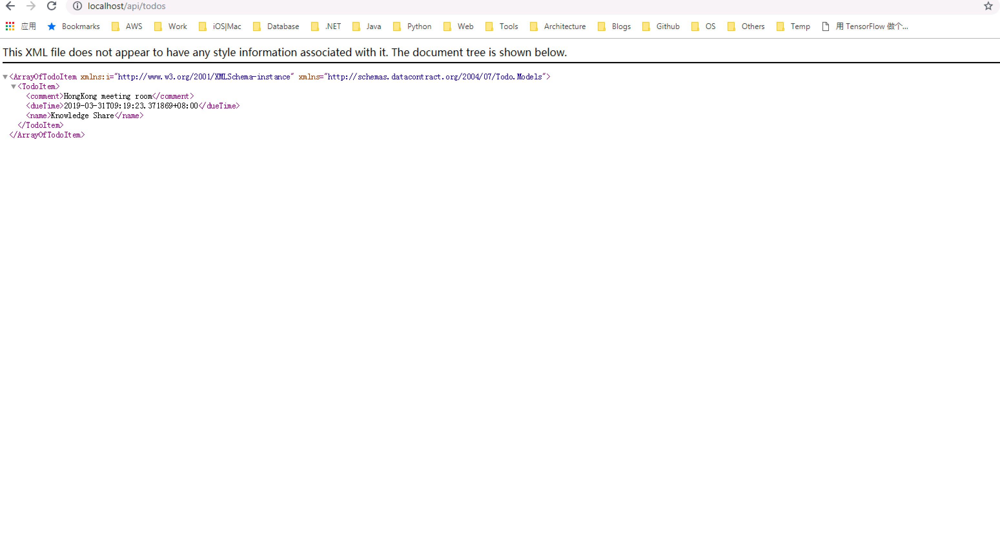 localhost/api/todos
应用 Bookmarks AWS Work iOS|Mac Database .NET Java Python Web Tools Architecture Blogs Github OS Others Temp 用 TensorFlow 做个...
This XML file does not appear to have any style information associated with it. The document tree is shown below.
<ArrayOfTodoItem xmlns:i="http://www.w3.org/2001/XMLSchema-instance" xmlns="http://schemas.datacontract.org/2004/07/Todo.Models">
<TodoItem>
<comment>HongKong meeting room</comment>
<dueTime>2019-03-31T09:19:23.371869+08:00</dueTime>
<name>Knowledge Share</name>
</TodoItem>
</ArrayOfTodoItem>